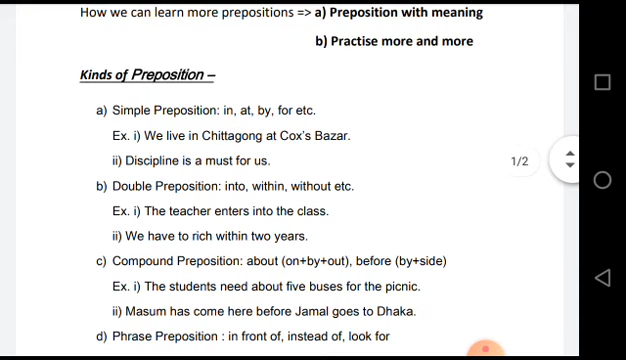 How we can learn more prepositions => a) Preposition with meaning
b) Practise more and more
Kinds of Preposition –
a) Simple Preposition: in, at, by, for etc.
Ex. i) We live in Chittagong at Cox's Bazar.
ii) Discipline is a must for us.
1/2
b) Double Preposition: into, within, without etc.
Ex. i) The teacher enters into the class.
ii) We have to rich within two years.
c) Compound Preposition: about (on+by+out), before (by+side)
Ex. i) The students need about five buses for the picnic.
ii) Masum has come here before Jamal goes to Dhaka.
d) Phrase Preposition : in front of, instead of, look for